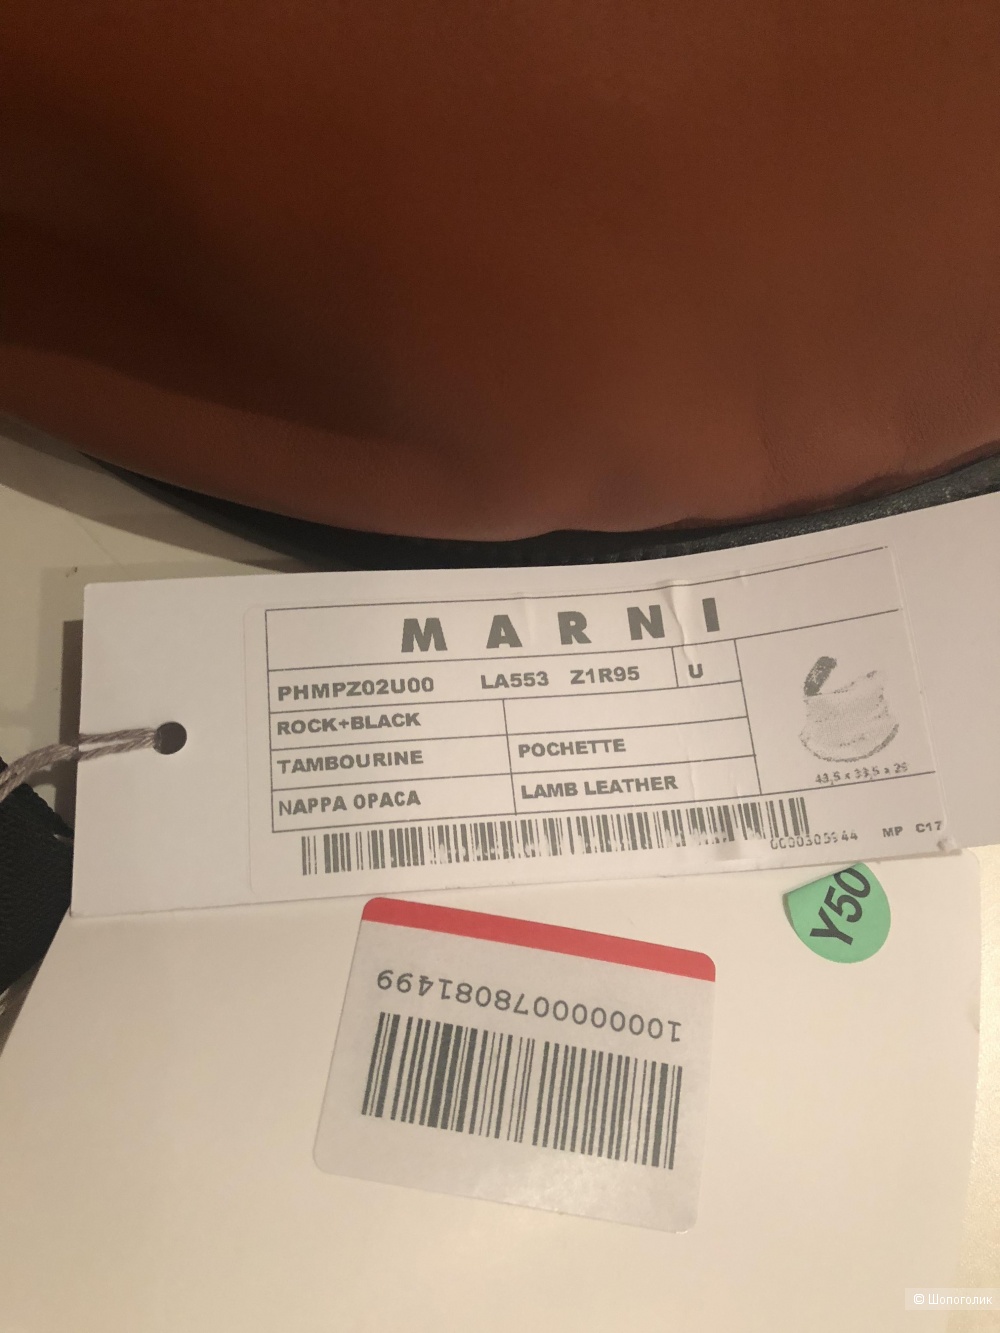 MARNI
PHMPZ02U00 LA553 Z1R95 U
ROCK+BLACK
TAMBOURINE POCHETTE
NAPPA OPACA LAMB LEATHER
43,5 x 33,5 x 25
MP C17
Y50
1000000078081499
© Шопоголик